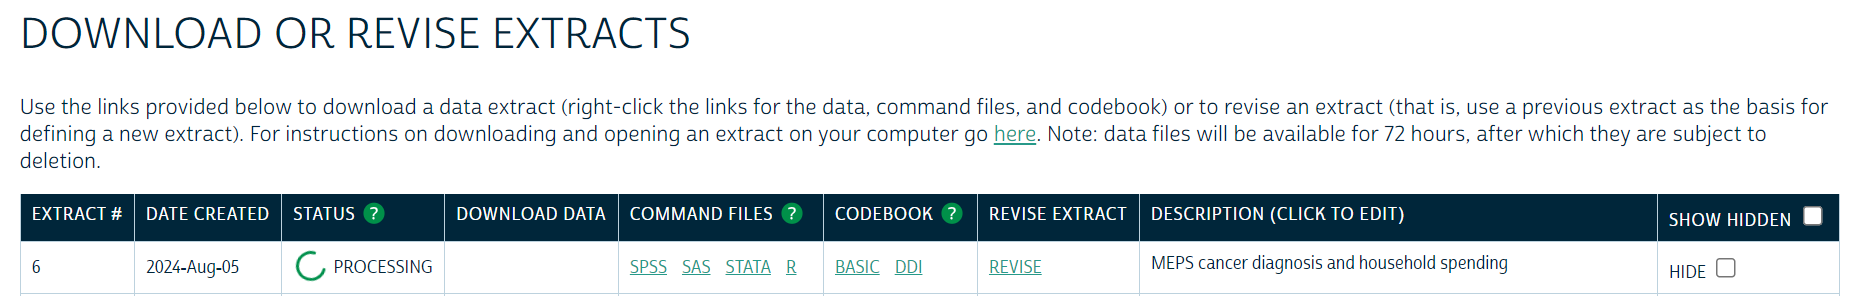 DOWNLOAD OR REVISE EXTRACTS
Use the links provided below to download a data extract (right-click the links for the data, command files, and codebook) or to revise an extract (that is, use a previous extract as the basis for
defining a new extract). For instructions on downloading and opening an extract on your computer go here. Note: data files will be available for 72 hours, after which they are subject to
deletion.
EXTRACT # DATE CREATED STATUS ? DOWNLOAD DATA COMMAND FILES ? CODEBOOK ? REVISE EXTRACT DESCRIPTION (CLICK TO EDIT) SHOW HIDDEN
6 2024-Aug-05 PROCESSING SPSS SAS STATA R BASIC DDI REVISE MEPS cancer diagnosis and household spending HIDE